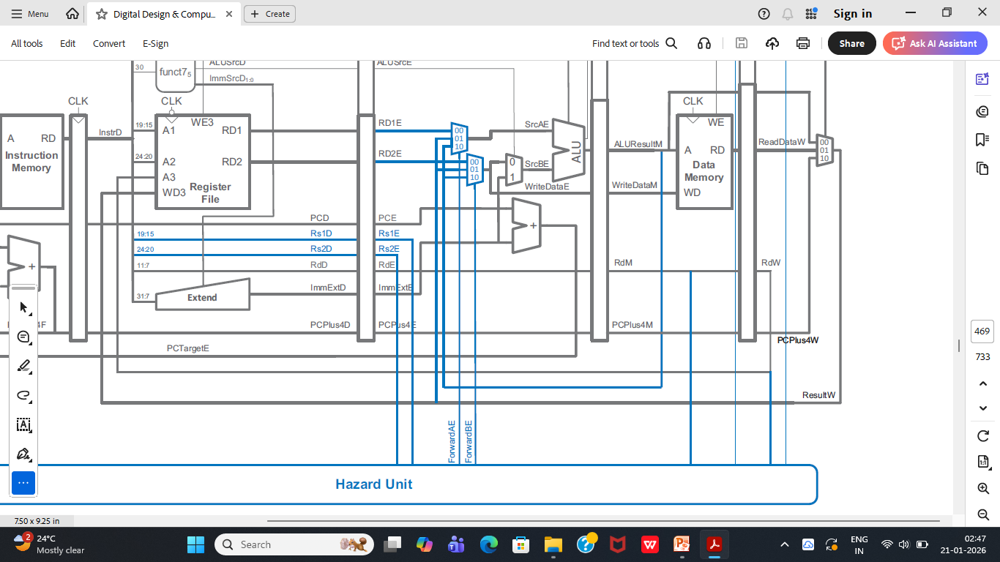 Menu
Digital Design & Compu...
Create
Sign in
All tools
Edit
Convert
E-Sign
Find text or tools
Share
Ask AI Assistant
30
funct7₅
ALUSrcD
ImmSrcD₁:₀
ALUSrcE
CLK
CLK
CLK
A
RD
Instruction
Memory
InstrD
19:15
A1
WE3
RD1
24:20
A2
RD2
A3
WD3
Register
File
RD1E
RD2E
00
01
10
00
01
10
0
1
SrcAE
SrcBE
ALU
WriteDataE
ALUResultM
WriteDataM
WE
A
RD
Data
Memory
WD
ReadDataW
00
01
10
PCD
PCE
19:15
Rs1D
Rs1E
24:20
Rs2D
Rs2E
11:7
RdD
RdE
RdM
RdW
+
+
31:7
Extend
ImmExtD
ImmExtE
4F
PCPlus4D
PCPus4E
PCPlus4M
PCPlus4W
PCTargetE
ResultW
ForwardAE
ForwardBE
Hazard Unit
469
733
1:1
7.50 x 9.25 in
2
24°C
Mostly clear
Search
ENG
IN
02:47
21-01-2026